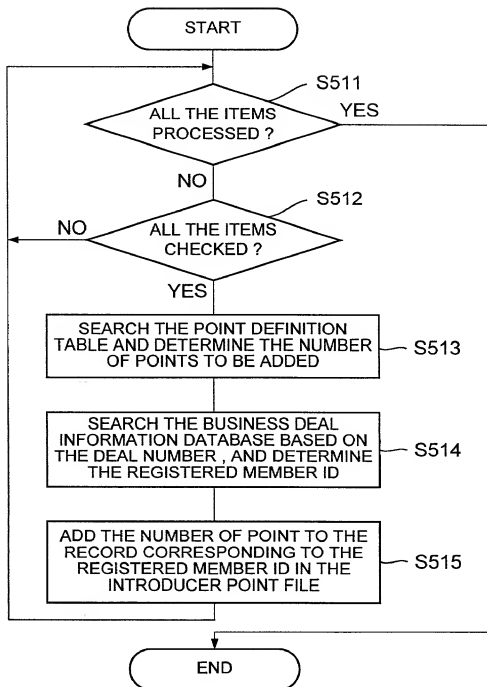 START
S511
ALL THE ITEMS
PROCESSED ?
YES
NO
S512
ALL THE ITEMS
CHECKED ?
NO
YES
SEARCH THE POINT DEFINITION
TABLE AND DETERMINE THE NUMBER
OF POINTS TO BE ADDED
S513
SEARCH THE BUSINESS DEAL
INFORMATION DATABASE BASED ON
THE DEAL NUMBER , AND DETERMINE
THE REGISTERED MEMBER ID
S514
ADD THE NUMBER OF POINT TO THE
RECORD CORRESPONDING TO THE
REGISTERED MEMBER ID IN THE
INTRODUCER POINT FILE
S515
END